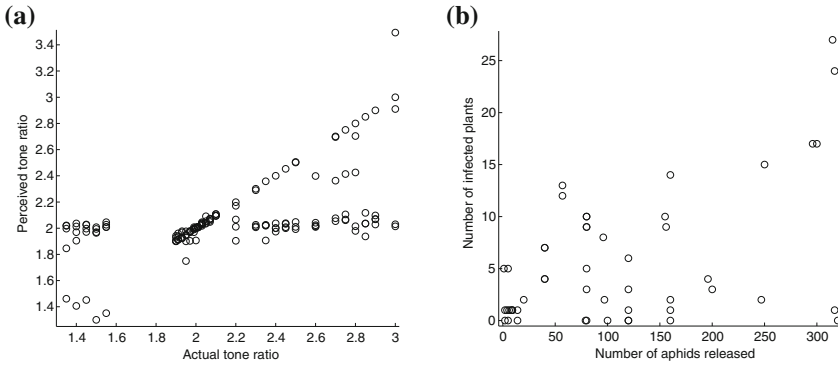 (a)
Perceived tone ratio
3.4
3.2
3
2.8
2.6
2.4
2.2
2
1.8
1.6
1.4
1.4 1.6 1.8 2 2.2 2.4 2.6 2.8 3
Actual tone ratio
(b)
Number of infected plants
25
20
15
10
5
0
0 50 100 150 200 250 300
Number of aphids released